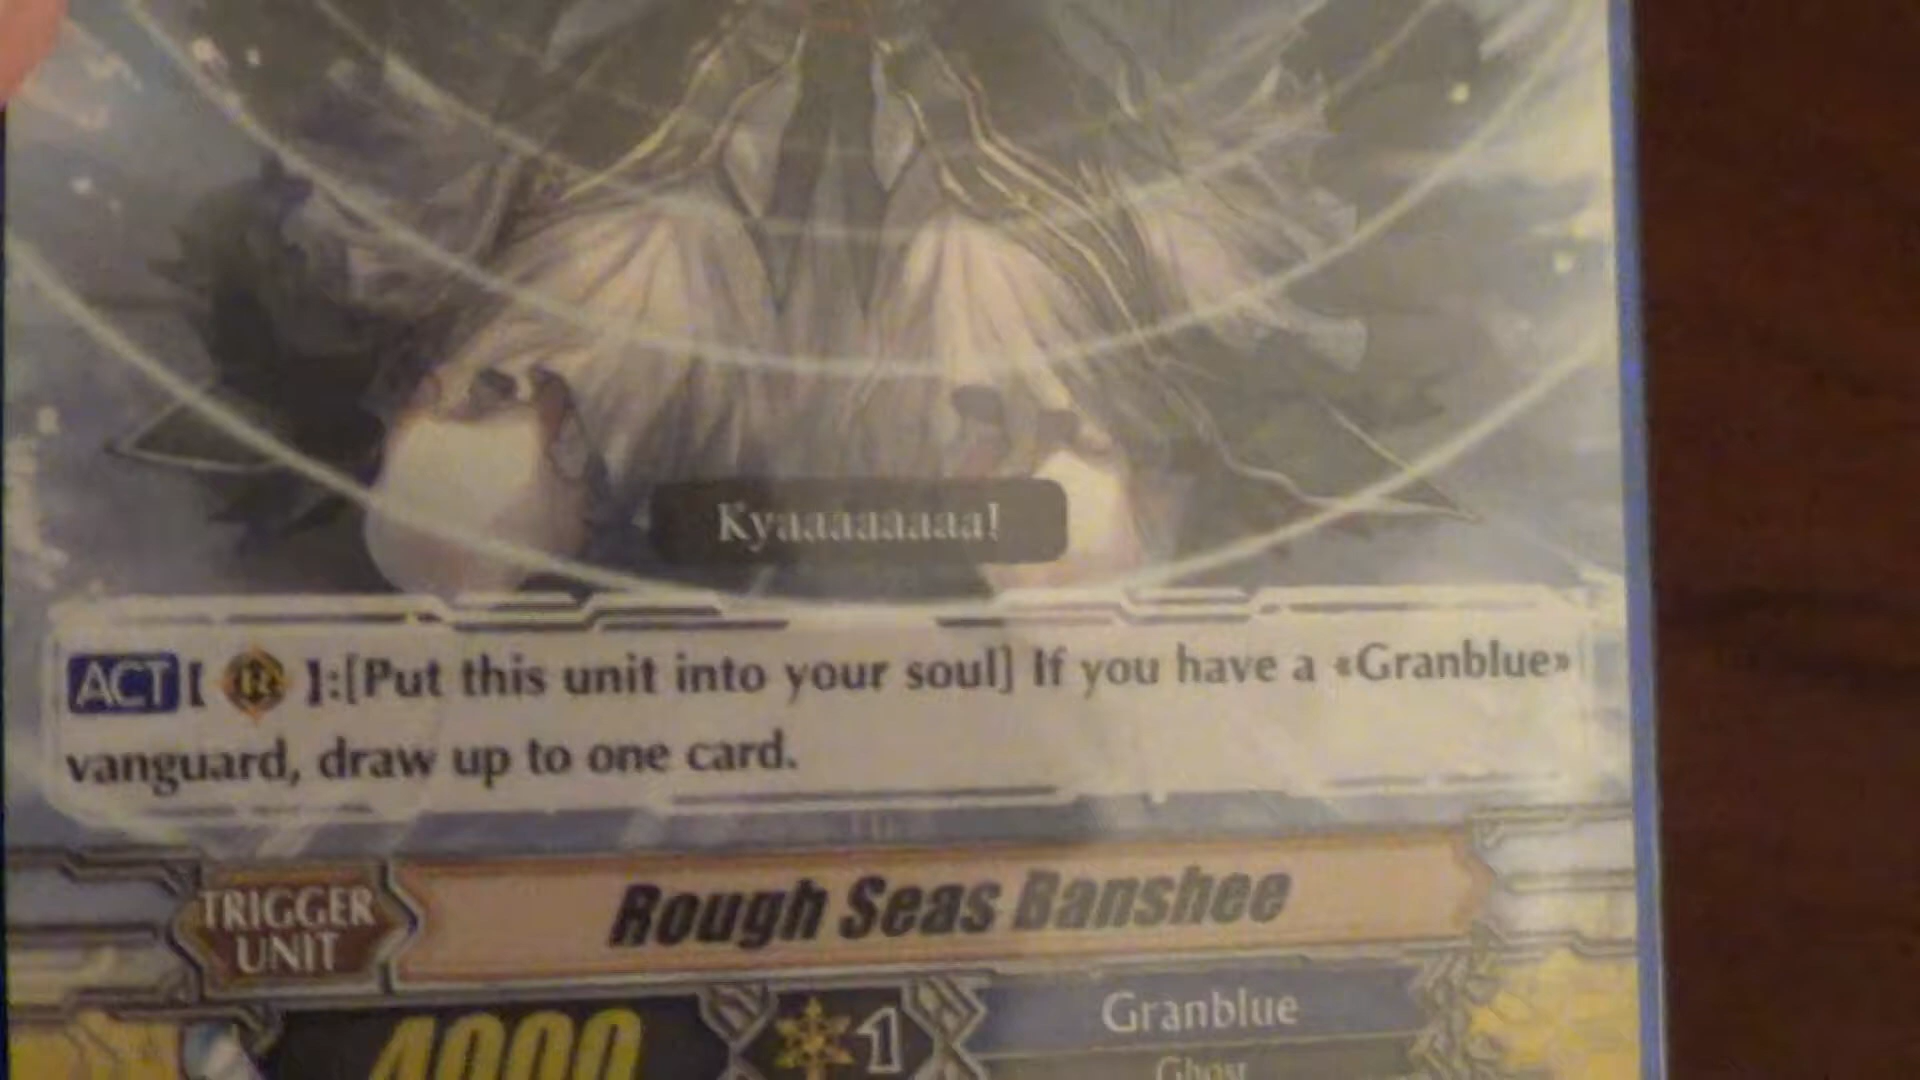 Kyaaaaaaaa!
ACT [ R ]:[Put this unit into your soul] If you have a «Granblue»
vanguard, draw up to one card.
TRIGGER
UNIT
Rough Seas Banshee
4000
1
Granblue
Ghost